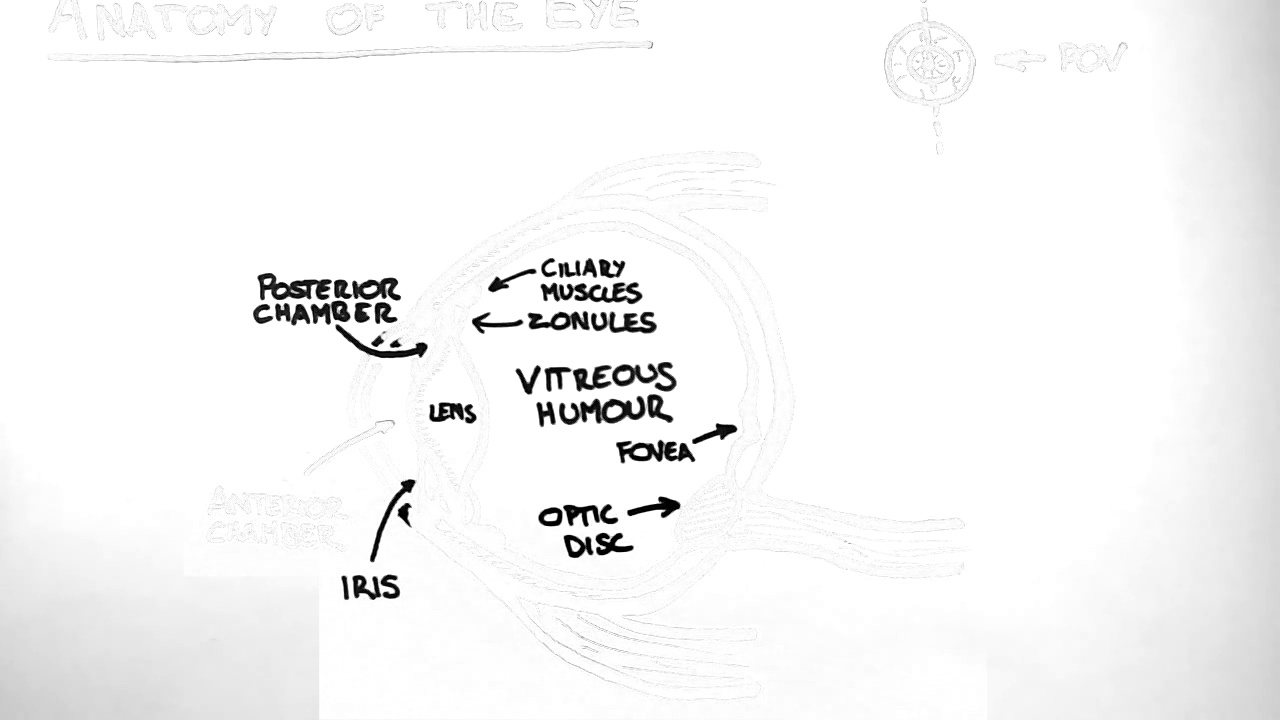 ANATOMY OF THE EYE
POV
CILIARY
MUSCLES
POSTERIOR
CHAMBER
ZONULES
VITREOUS
HUMOUR
LENS
FOVEA
ANTERIOR
CHAMBER
OPTIC
DISC
IRIS